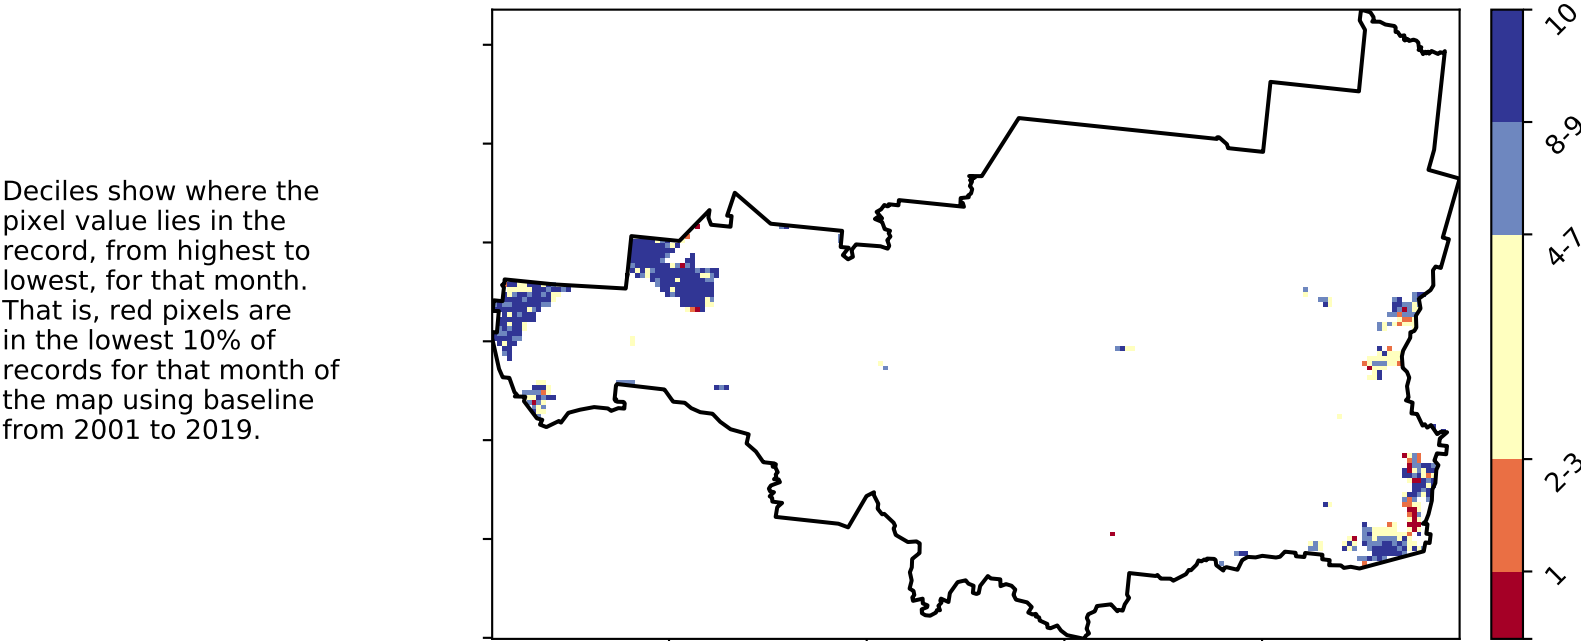 Deciles show where the
pixel value lies in the
record, from highest to
lowest, for that month.
That is, red pixels are
in the lowest 10% of
records for that month of
the map using baseline
from 2001 to 2019.
10
8-9
4-7
2-3
1